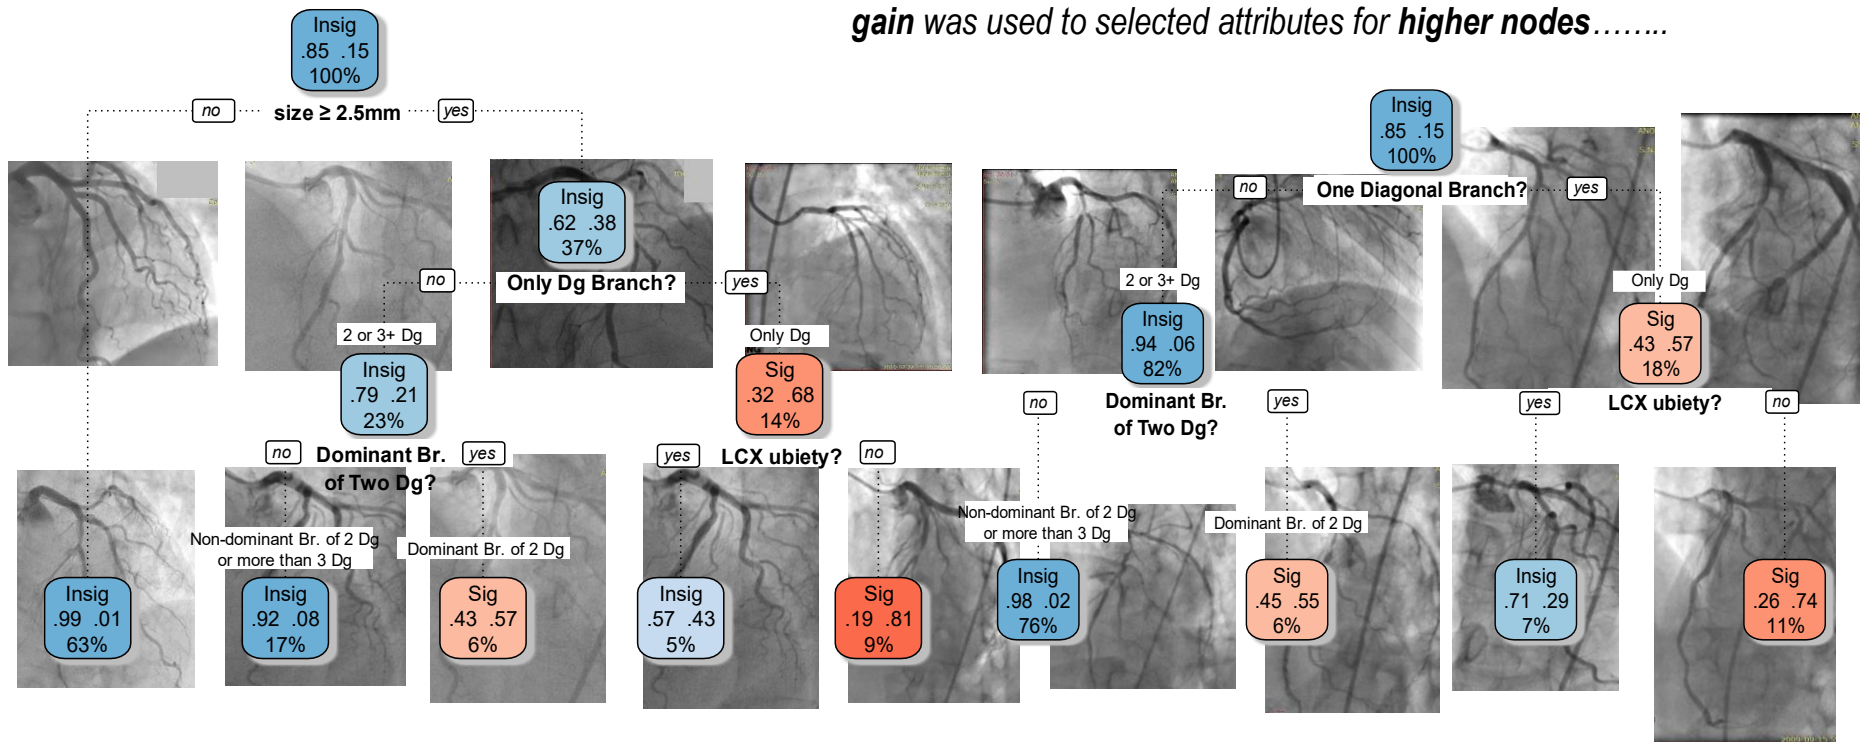 gain was used to selected attributes for higher nodes……..
Insig
.85 .15
100%
no
size ≥ 2.5mm
yes
Insig
.62 .38
37%
no
Only Dg Branch?
yes
2 or 3+ Dg
Only Dg
Insig
.79 .21
23%
Sig
.32 .68
14%
no
Dominant Br.
of Two Dg?
yes
yes
LCX ubiety?
no
Non-dominant Br. of 2 Dg
or more than 3 Dg
Dominant Br. of 2 Dg
Insig
.99 .01
63%
Insig
.92 .08
17%
Sig
.43 .57
6%
Insig
.57 .43
5%
Sig
.19 .81
9%
Insig
.85 .15
100%
no
One Diagonal Branch?
yes
2 or 3+ Dg
Only Dg
Insig
.94 .06
82%
Sig
.43 .57
18%
no
Dominant Br.
of Two Dg?
yes
yes
LCX ubiety?
no
Non-dominant Br. of 2 Dg
or more than 3 Dg
Dominant Br. of 2 Dg
Insig
.98 .02
76%
Sig
.45 .55
6%
Insig
.71 .29
7%
Sig
.26 .74
11%